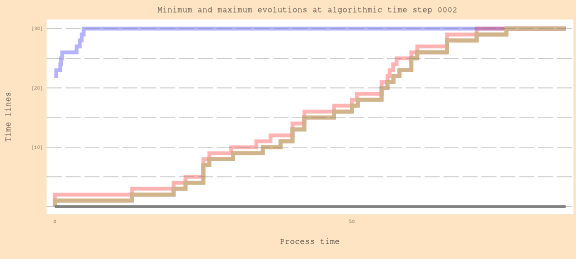 Minimum and maximum evolutions at algorithmic time step 0002
[30]
[20]
[10]
Time lines
0
50
Process time